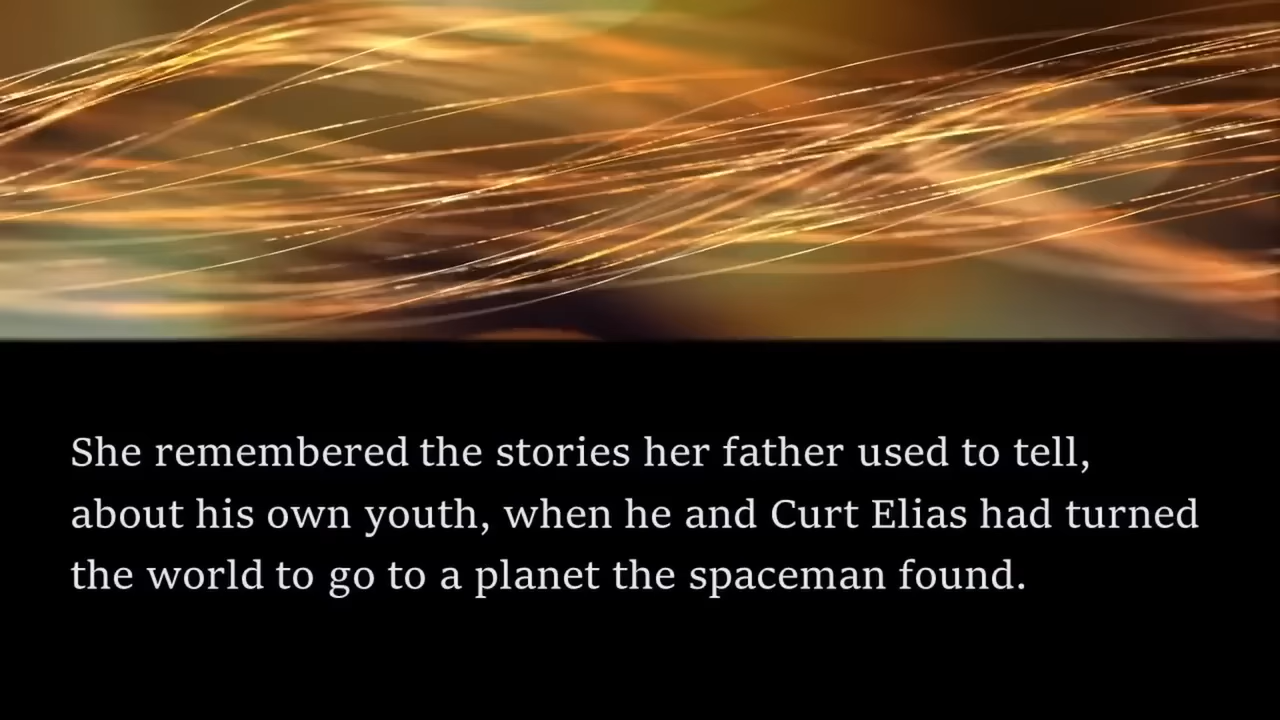 She remembered the stories her father used to tell,
about his own youth, when he and Curt Elias had turned
the world to go to a planet the spaceman found.